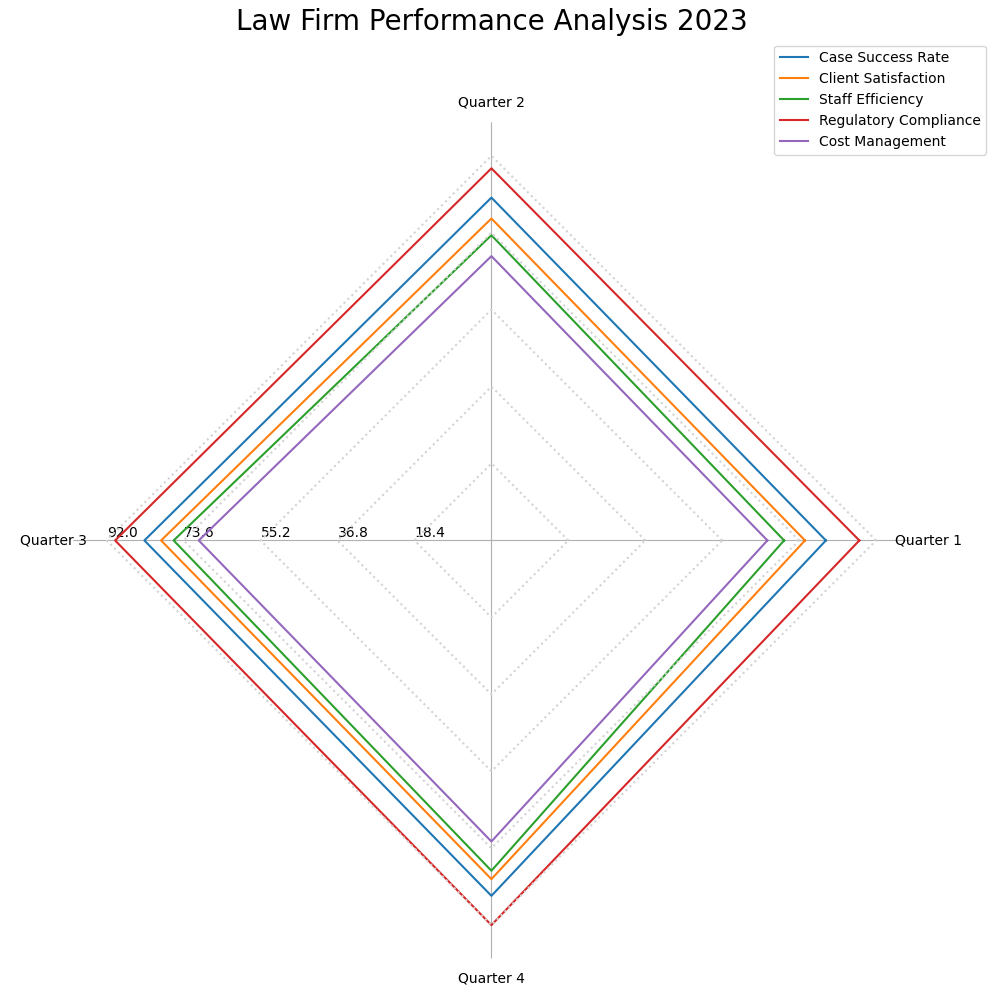 Law Firm Performance Analysis 2023
Case Success Rate
Client Satisfaction
Staff Efficiency
Regulatory Compliance
Cost Management
Quarter 2
92.0
73.6
55.2
36.8
18.4
Quarter 3
Quarter 1
Quarter 4